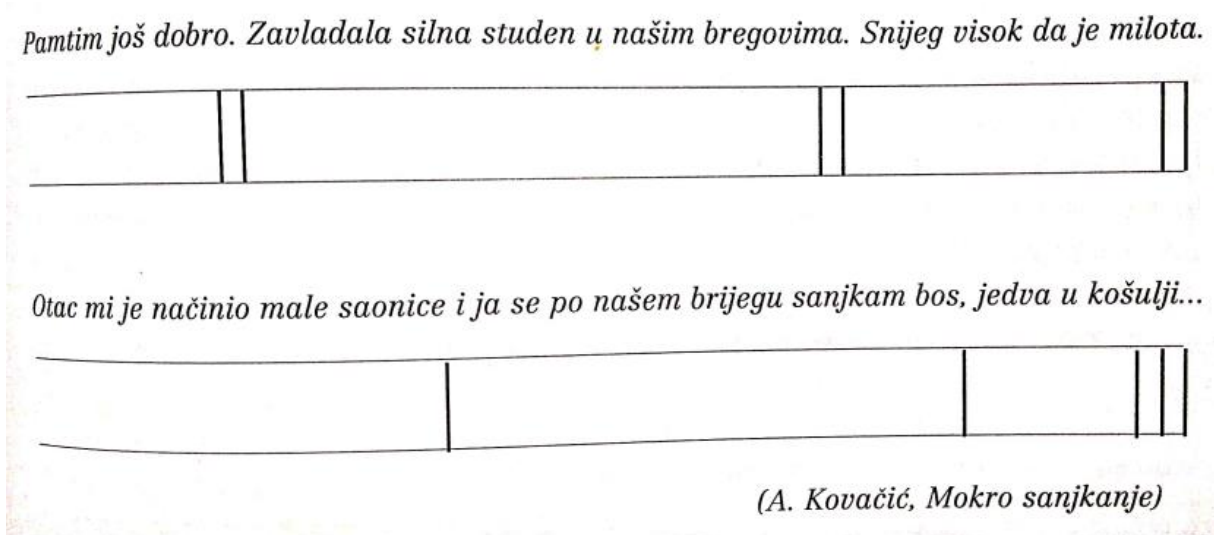 Pamtim još dobro. Zavladala silna studen u našim bregovima. Snijeg visok da je milota.
Otac mi je načinio male saonice i ja se po našem brijegu sanjkam bos, jedva u košulji...
(A. Kovačić, Mokro sanjkanje)